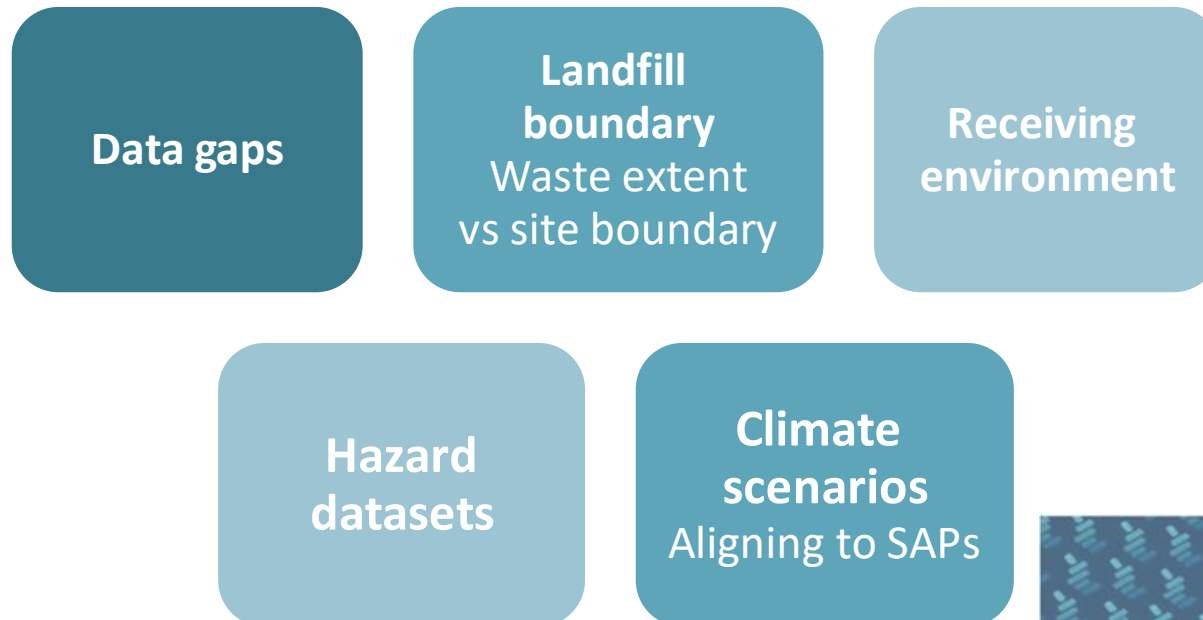 Data gaps
Landfill
boundary
Waste extent
vs site boundary
Receiving
environment
Hazard
datasets
Climate
scenarios
Aligning to SAPs